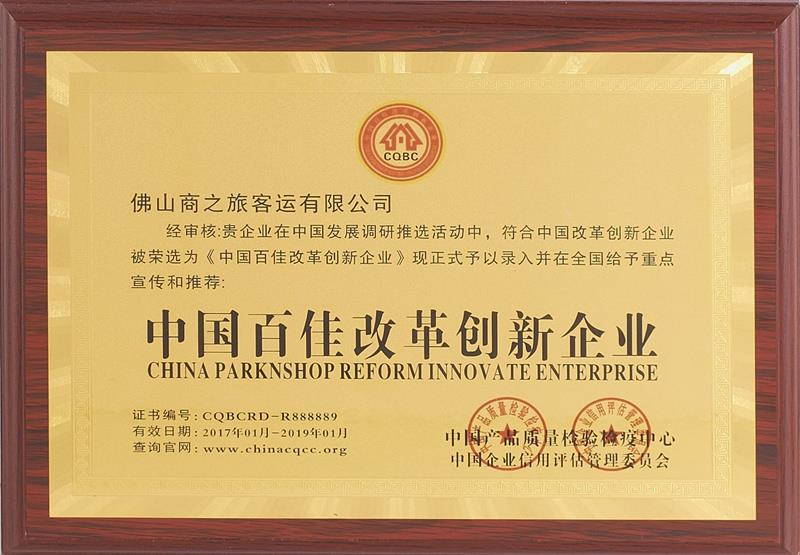 CQBC
佛山商之旅客运有限公司
经审核:贵企业在中国发展调研推选活动中，符合中国改革创新企业
被荣选为《中国百佳改革创新企业》现正式予以录入并在全国给予重点
宣传和推荐:
中国百佳改革创新企业
CHINA PARKNSHOP REFORM INNOVATE ENTERPRISE
证书编号: CQBCRD-R888889
有效日期: 2017年01月-2019年01月
查询官网: www.chinacqcc.org
中国产品质量检验检疫中心
中国企业信用评估管理委员会